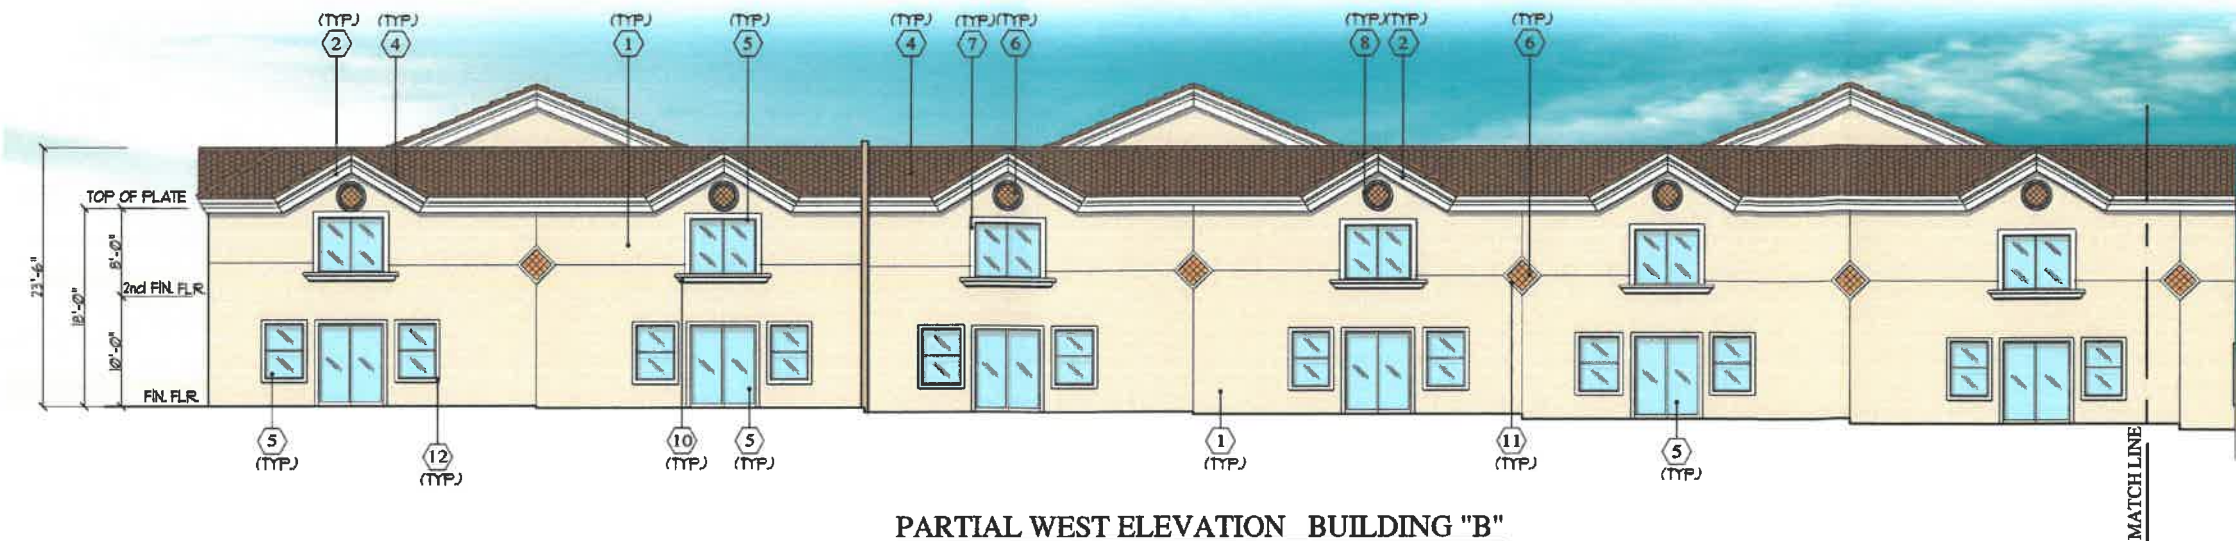 (TYP.) (TYP.) (TYP.) (TYP.) (TYP.) (TYP.) (TYP.) (TYP.) (TYP.) (TYP.)
2 4 1 5 4 7 6 8 2 6
TOP OF PLATE
8'-0"
23'-6"
2nd FIN. FLR.
18'-0"
10'-0"
FIN. FLR.
5 12 10 5 1 11 5
(TYP.) (TYP.) (TYP.) (TYP.) (TYP.) (TYP.) (TYP.)
MATCH LINE
PARTIAL WEST ELEVATION BUILDING "B"